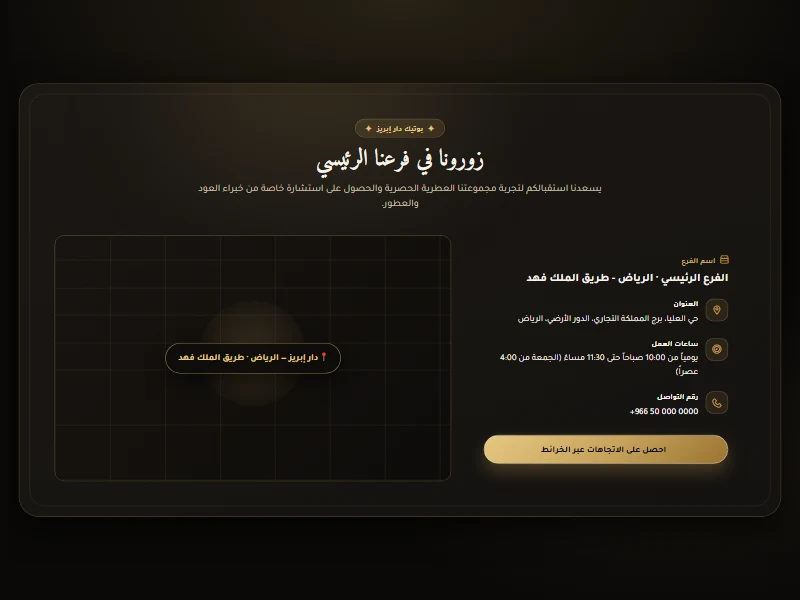 ✦ بوتيك دار إبريز ✦
زورونا في فرعنا الرئيسي
يسعدنا استقبالكم لتجربة مجموعتنا العطرية الحصرية والحصول على استشارة خاصة من خبراء العود
والعطور.
اسم الفرع
الفرع الرئيسي · الرياض - طريق الملك فهد
العنوان
حي العليا، برج المملكة التجاري، الدور الأرضي، الرياض
ساعات العمل
يومياً من 10:00 صباحاً حتى 11:30 مساءً (الجمعة من 4:00
عصراً)
رقم التواصل
+966 50 000 0000
احصل على الاتجاهات عبر الخرائط
📍 دار إبريز – الرياض · طريق الملك فهد